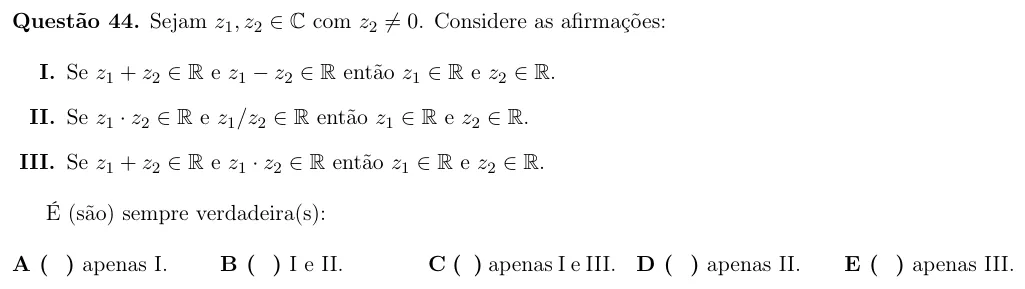 Questão 44. Sejam z₁, z₂ ∈ ℂ com z₂ ≠ 0. Considere as afirmações:
I. Se z₁ + z₂ ∈ ℝ e z₁ − z₂ ∈ ℝ então z₁ ∈ ℝ e z₂ ∈ ℝ.
II. Se z₁ · z₂ ∈ ℝ e z₁/z₂ ∈ ℝ então z₁ ∈ ℝ e z₂ ∈ ℝ.
III. Se z₁ + z₂ ∈ ℝ e z₁ · z₂ ∈ ℝ então z₁ ∈ ℝ e z₂ ∈ ℝ.
É (são) sempre verdadeira(s):
A ( ) apenas I. B ( ) I e II. C ( ) apenas I e III. D ( ) apenas II. E ( ) apenas III.